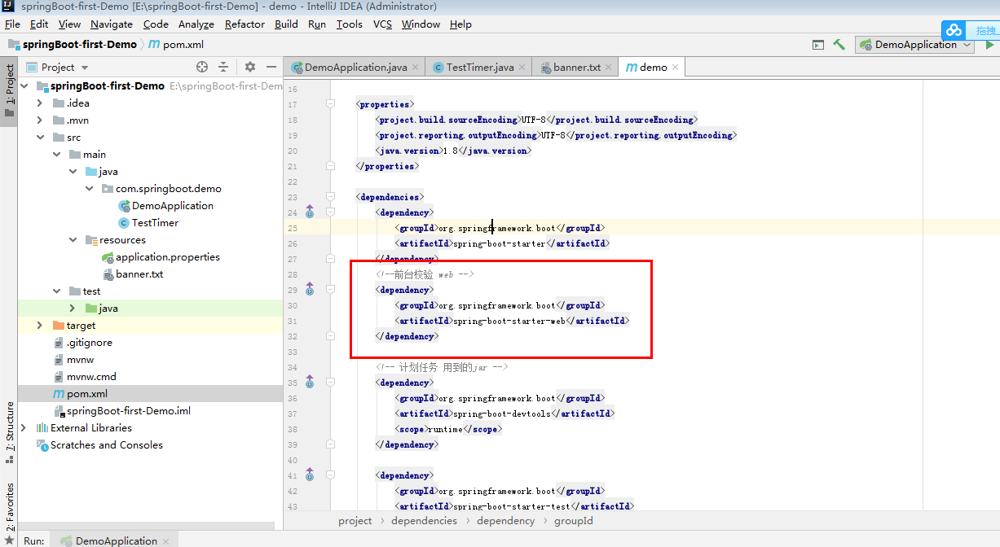 springBoot-first-Demo [E:\springBoot-first-Demo] - demo - IntelliJ IDEA (Administrator)
File Edit View Navigate Code Analyze Refactor Build Run Tools VCS Window Help
springBoot-first-Demo pom.xml
DemoApplication
拖拽
1: Project
7: Structure
2: Favorites
Project
springBoot-first-Demo E:\springBoot-first-Dem
.idea
.mvn
src
main
java
com.springboot.demo
DemoApplication
TestTimer
resources
application.properties
banner.txt
test
java
target
.gitignore
mvnw
mvnw.cmd
pom.xml
springBoot-first-Demo.iml
External Libraries
Scratches and Consoles
DemoApplication.java TestTimer.java banner.txt demo
16
17 <properties>
18 <project.build.sourceEncoding>UTF-8</project.build.sourceEncoding>
19 <project.reporting.outputEncoding>UTF-8</project.reporting.outputEncoding>
20 <java.version>1.8</java.version>
21 </properties>
22
23 <dependencies>
24 <dependency>
25 <groupId>org.springframework.boot</groupId>
26 <artifactId>spring-boot-starter</artifactId>
27 </dependency>
28 <!--前台校验 web -->
29 <dependency>
30 <groupId>org.springframework.boot</groupId>
31 <artifactId>spring-boot-starter-web</artifactId>
32 </dependency>
33
34 <!-- 计划任务 用到的jar -->
35 <dependency>
36 <groupId>org.springframework.boot</groupId>
37 <artifactId>spring-boot-devtools</artifactId>
38 <scope>runtime</scope>
39 </dependency>
40
41 <dependency>
42 <groupId>org.springframework.boot</groupId>
43 <artifactId>spring-boot-starter-test</artifactId>
project dependencies dependency groupId
Run: DemoApplication